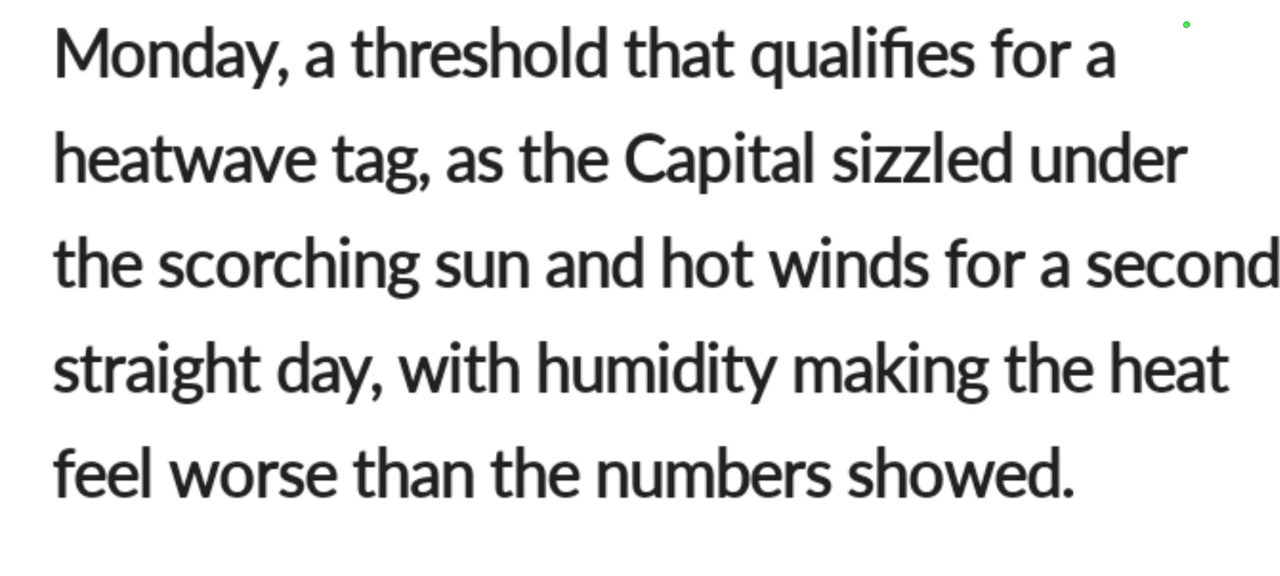 Monday, a threshold that qualifies for a
heatwave tag, as the Capital sizzled under
the scorching sun and hot winds for a second
straight day, with humidity making the heat
feel worse than the numbers showed.